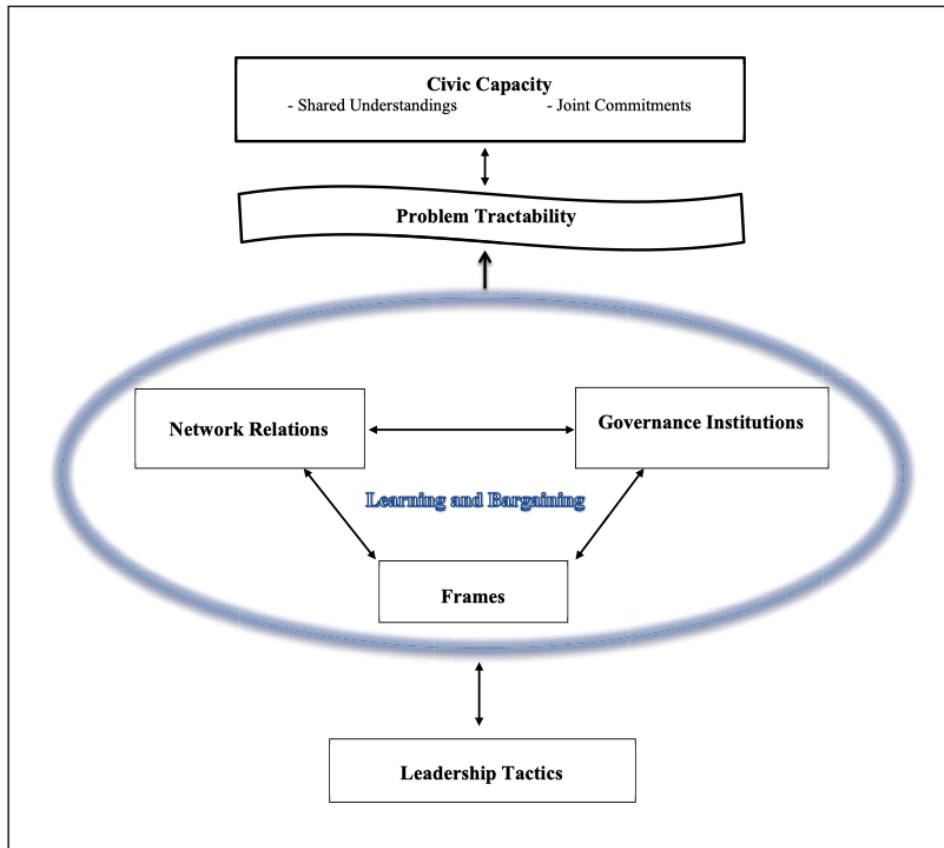 Civic Capacity
- Shared Understandings - Joint Commitments
Problem Tractability
Network Relations
Governance Institutions
Learning and Bargaining
Frames
Leadership Tactics